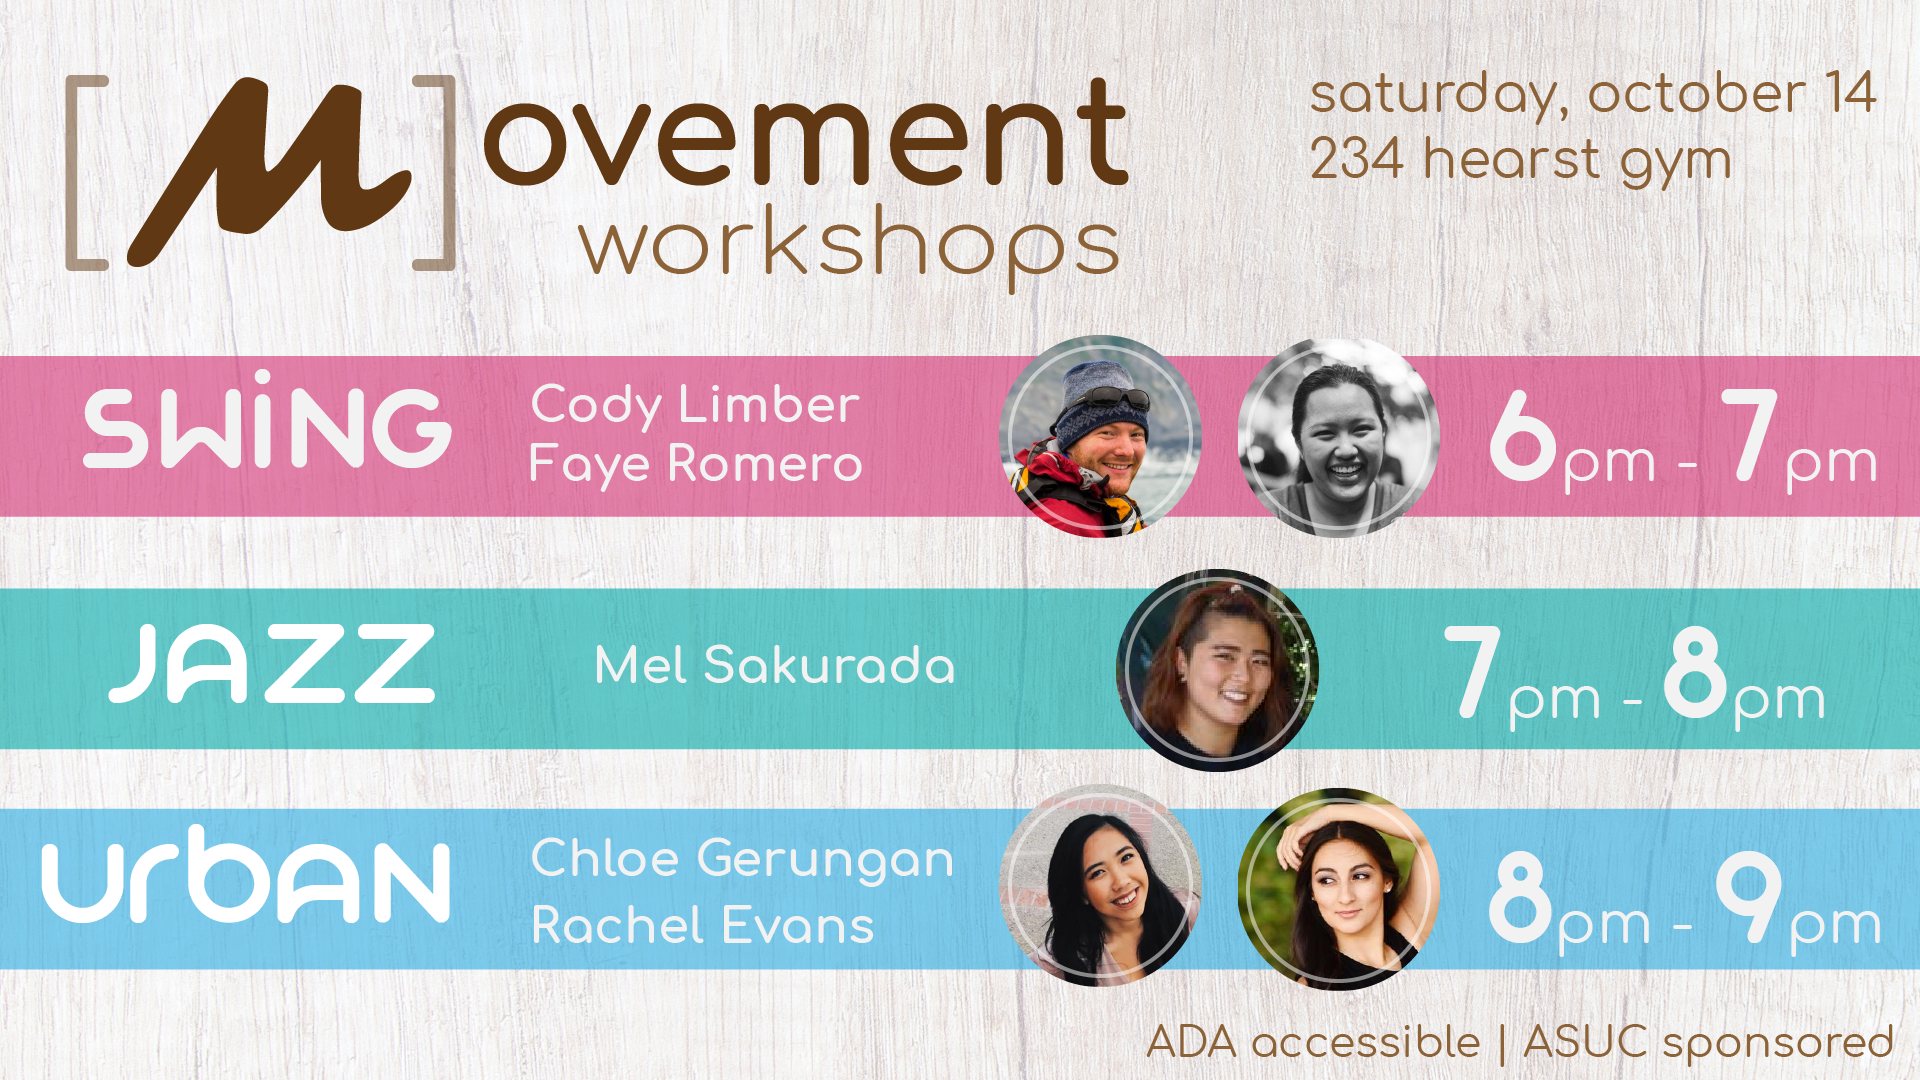 [M]ovement
workshops
saturday, october 14
234 hearst gym
SWiNG
Cody Limber
Faye Romero
6pm - 7pm
JAZZ
Mel Sakurada
7pm - 8pm
UrbAN
Chloe Gerungan
Rachel Evans
8pm - 9pm
ADA accessible | ASUC sponsored